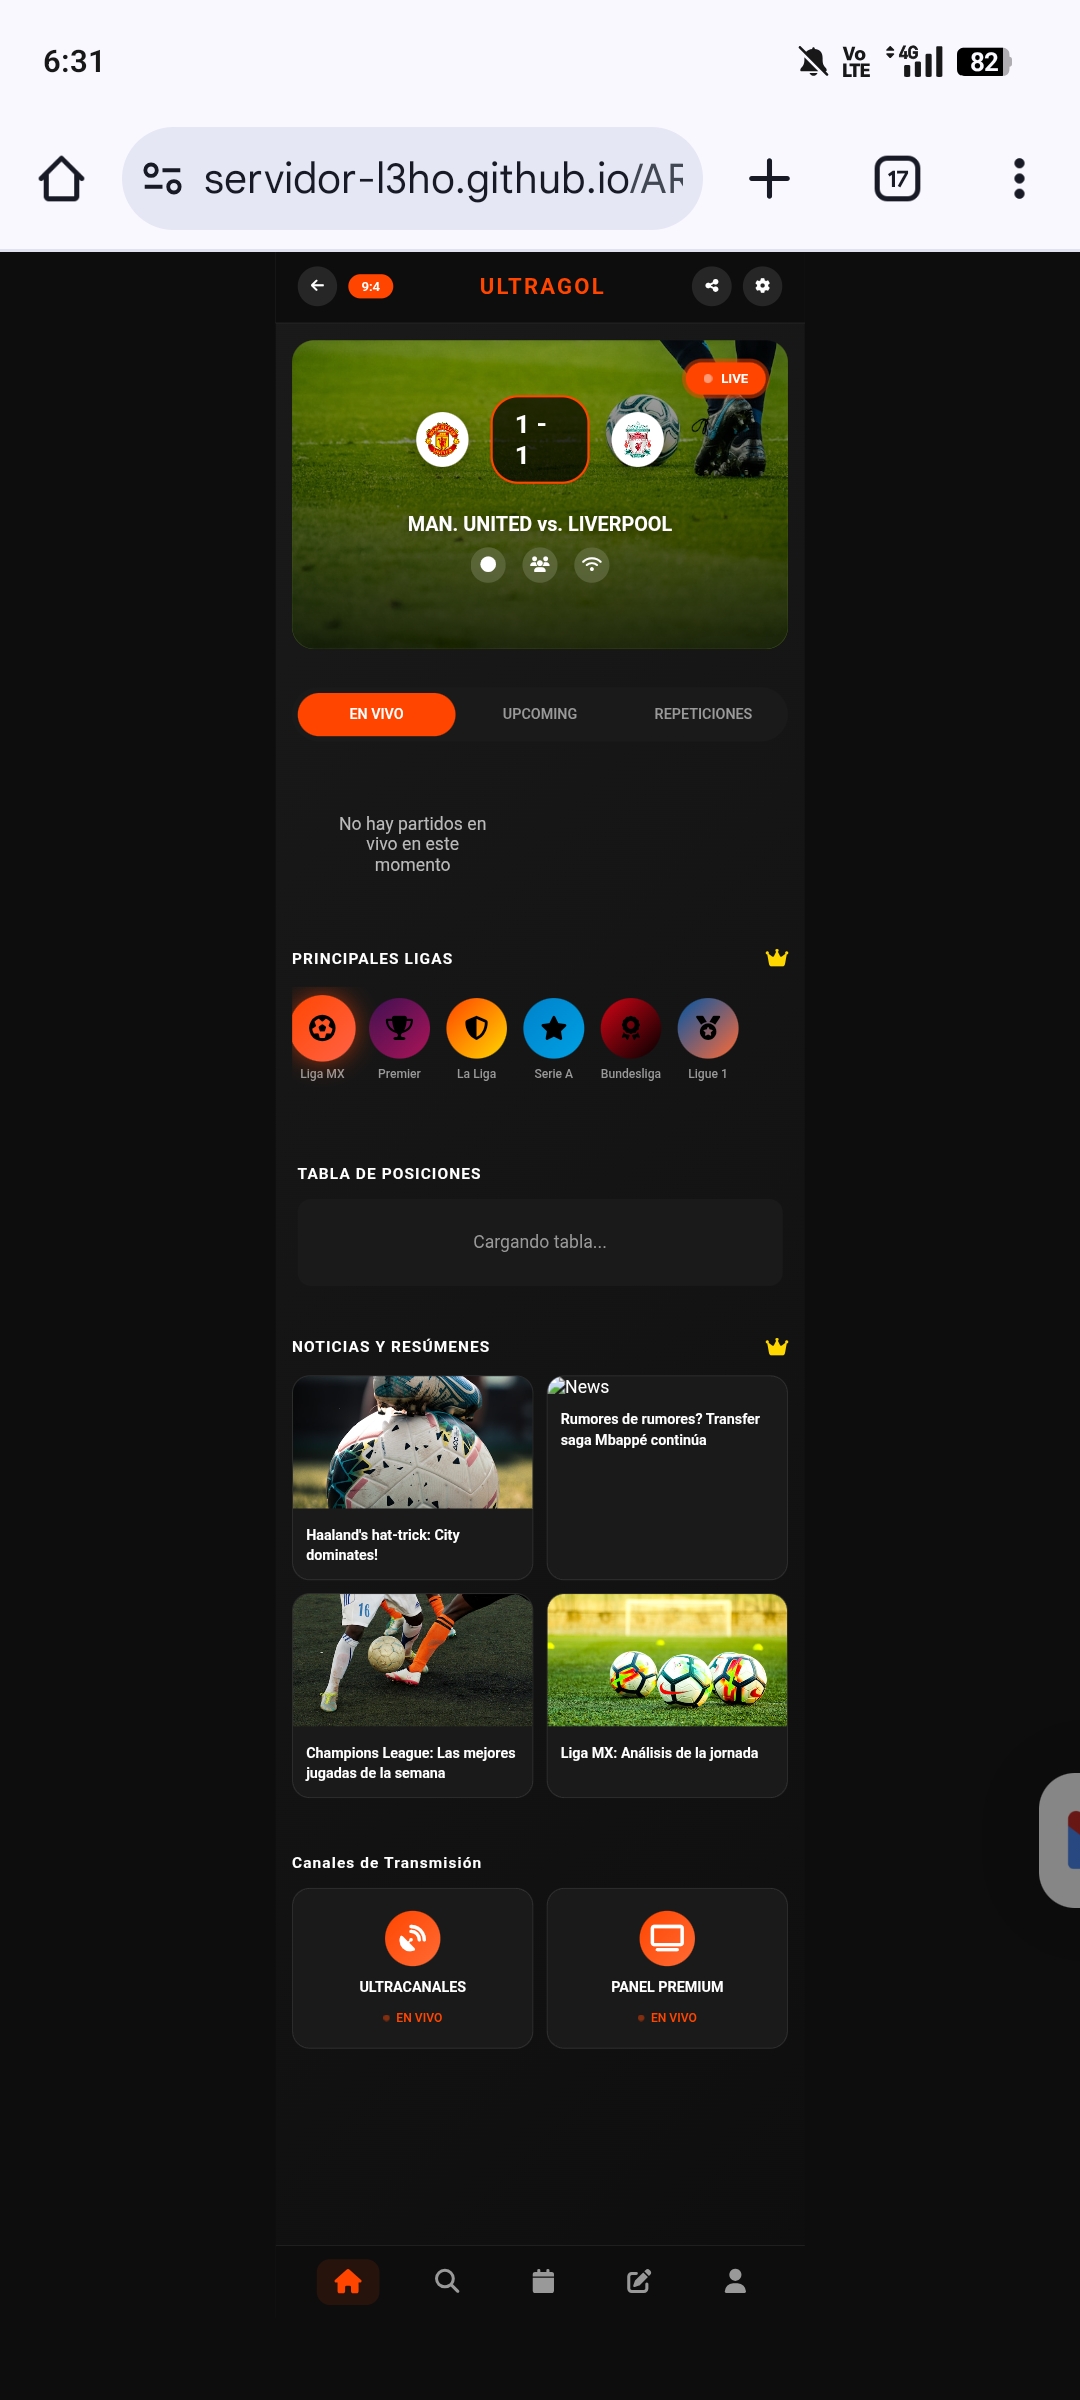 6:31
Vo
LTE
4G
82
servidor-l3ho.github.io/AR
17
9:4
ULTRAGOL
LIVE
1 -
1
MAN. UNITED vs. LIVERPOOL
EN VIVO
UPCOMING
REPETICIONES
No hay partidos en
vivo en este
momento
PRINCIPALES LIGAS
Liga MX
Premier
La Liga
Serie A
Bundesliga
Ligue 1
TABLA DE POSICIONES
Cargando tabla...
NOTICIAS Y RESÚMENES
Haaland's hat-trick: City
dominates!
News
Rumores de rumores? Transfer
saga Mbappé continúa
16
Champions League: Las mejores
jugadas de la semana
Liga MX: Análisis de la jornada
Canales de Transmisión
ULTRACANALES
EN VIVO
PANEL PREMIUM
EN VIVO